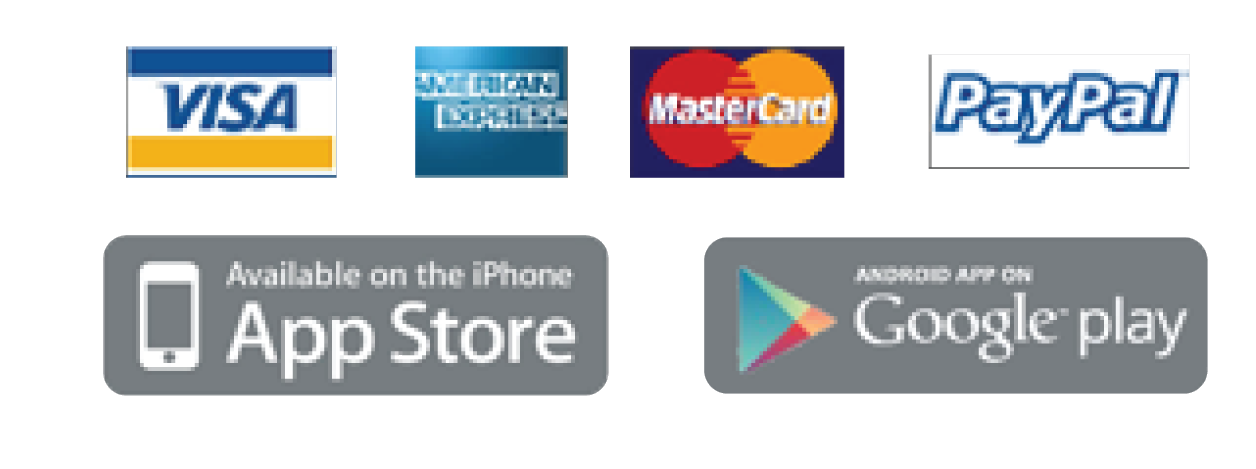 VISA
AMERICAN
EXPRESS
MasterCard
PayPal
Available on the iPhone
App Store
ANDROID APP ON
Google play